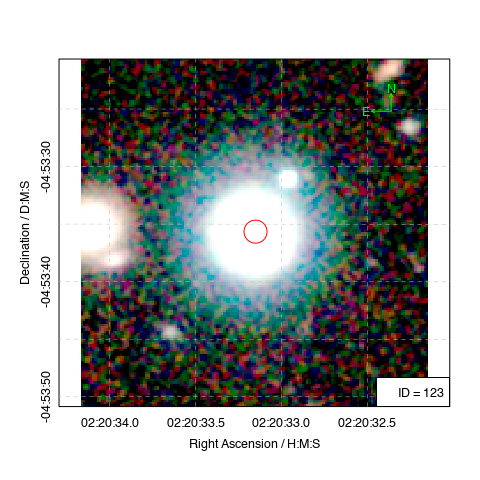 N
E
-04:53:30
-04:53:40
-04:53:50
Declination / D:M:S
ID = 123
02:20:34.0 02:20:33.5 02:20:33.0 02:20:32.5
Right Ascension / H:M:S